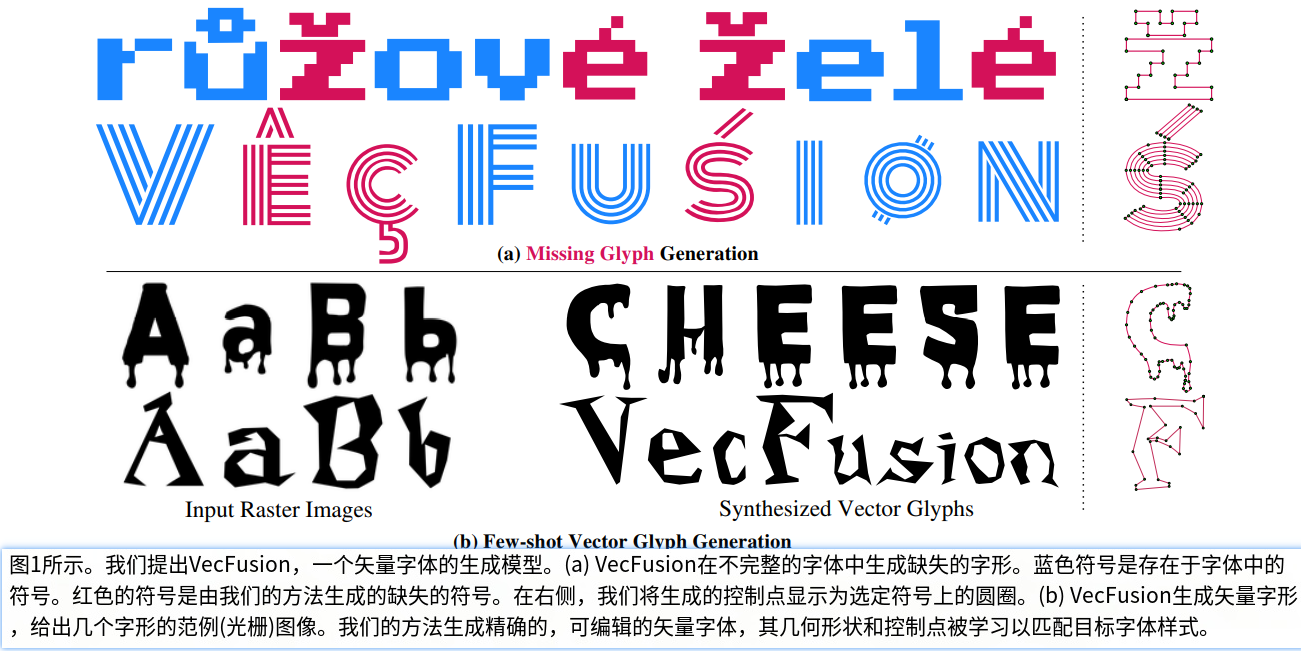 růžové želé
VÊÇFUŚIØN
(a) Missing Glyph Generation
AaBb CHEESE
AaBb VecFusion
Input Raster Images Synthesized Vector Glyphs
(b) Few-shot Vector Glyph Generation
图1所示。我们提出VecFusion，一个矢量字体的生成模型。(a) VecFusion在不完整的字体中生成缺失的字形。蓝色符号是存在于字体中的
符号。红色的符号是由我们的方法生成的缺失的符号。在右侧，我们将生成的控制点显示为选定符号上的圆圈。(b) VecFusion生成矢量字形
，给出几个字形的范例(光栅)图像。我们的方法生成精确的，可编辑的矢量字体，其几何形状和控制点被学习以匹配目标字体样式。
Ž
Ś
C
F